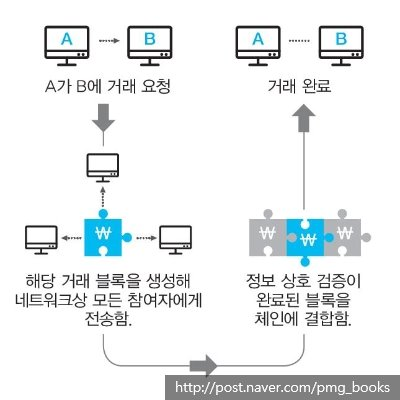 A
B
A
B
A가 B에 거래 요청
거래 완료
₩
₩
₩
₩
해당 거래 블록을 생성해
네트워크상 모든 참여자에게
전송함.
정보 상호 검증이
완료된 블록을
체인에 결합함.
http://post.naver.com/pmg_books